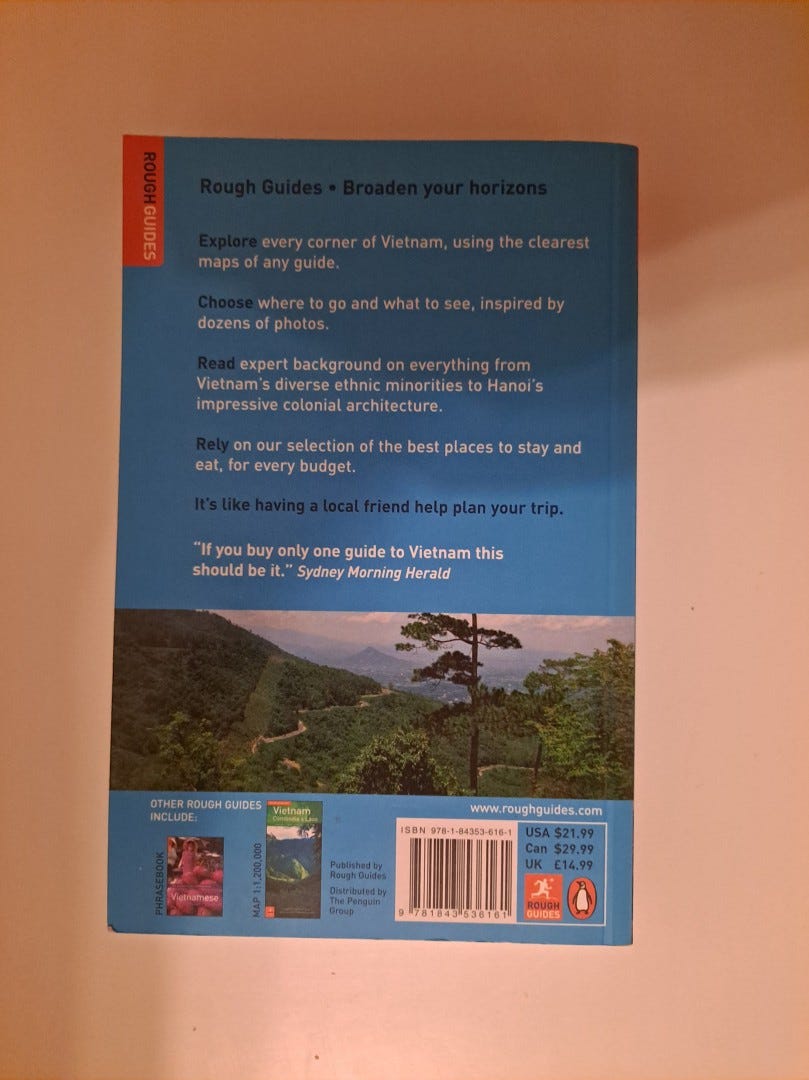 ROUGH GUIDES
Rough Guides • Broaden your horizons
Explore every corner of Vietnam, using the clearest
maps of any guide.
Choose where to go and what to see, inspired by
dozens of photos.
Read expert background on everything from
Vietnam's diverse ethnic minorities to Hanoi's
impressive colonial architecture.
Rely on our selection of the best places to stay and
eat, for every budget.
It's like having a local friend help plan your trip.
"If you buy only one guide to Vietnam this
should be it." Sydney Morning Herald
OTHER ROUGH GUIDES
INCLUDE:
PHRASEBOOK
Vietnamese
MAP 1:1,200,000
Vietnam
Cambodia & Laos
Published by
Rough Guides
Distributed by
The Penguin
Group
www.roughguides.com
ISBN 978-1-84353-616-1
9 781843 536161
USA $21.99
Can $29.99
UK £14.99
ROUGH
GUIDES